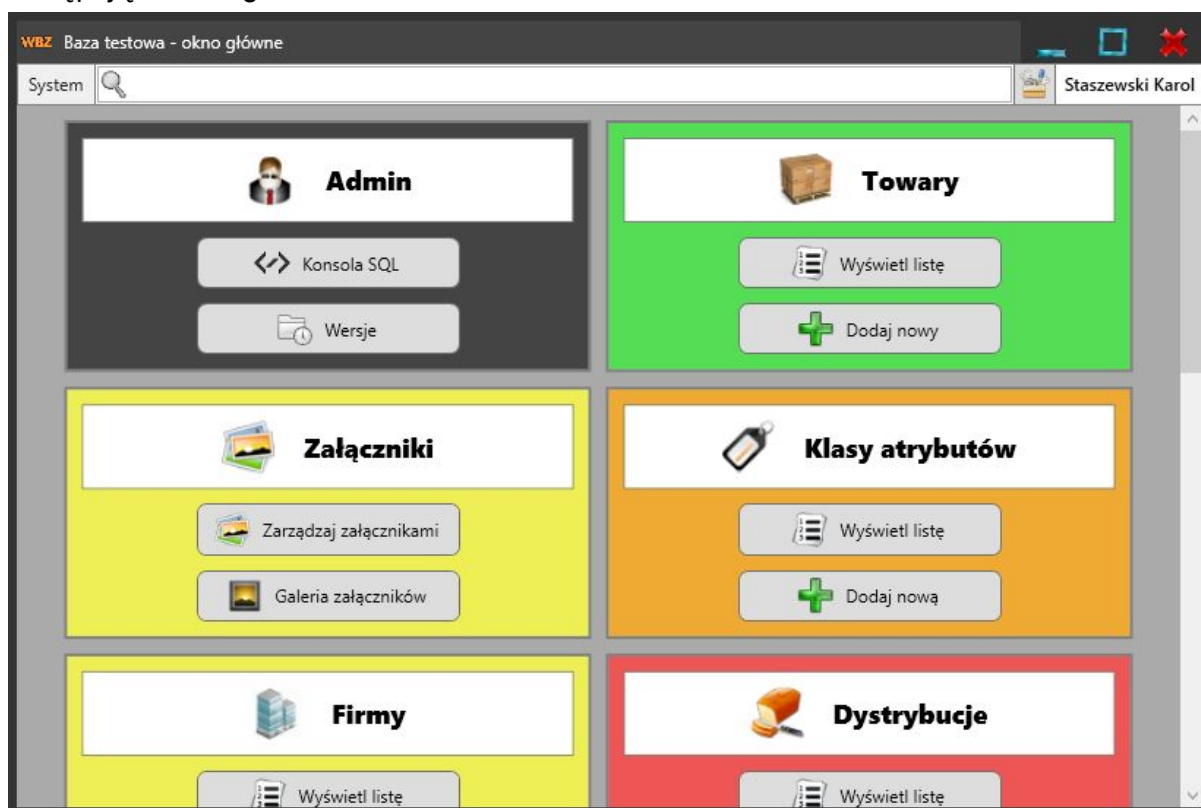 WBZ Baza testowa - okno główne
System Staszewski Karol
Admin
Konsola SQL
Wersje
Towary
Wyświetl listę
Dodaj nowy
Załączniki
Zarządzaj załącznikami
Galeria załączników
Klasy atrybutów
Wyświetl listę
Dodaj nową
Firmy
Wyświetl listę
Dystrybucje
Wyświetl listę